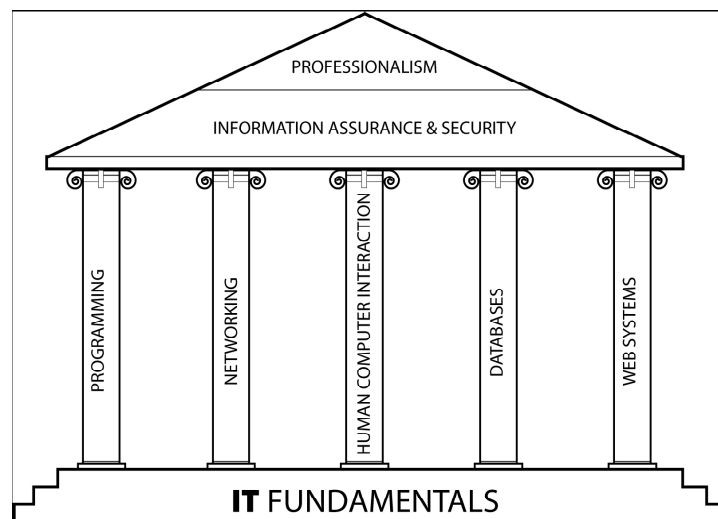 PROFESSIONALISM
INFORMATION ASSURANCE & SECURITY
PROGRAMMING
NETWORKING
HUMAN COMPUTER INTERACTION
DATABASES
WEB SYSTEMS
IT FUNDAMENTALS